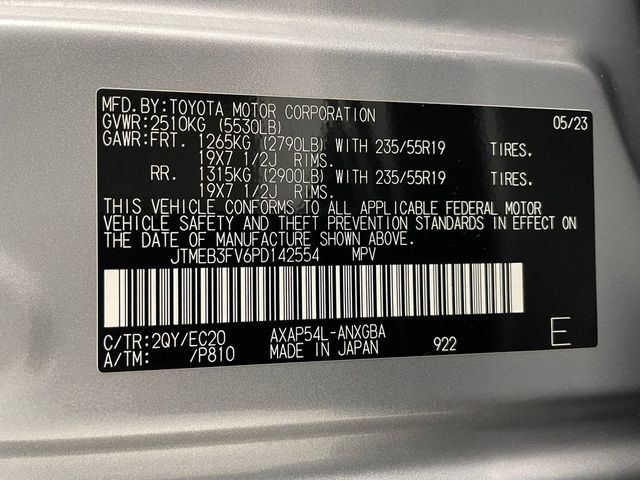 MFD.BY:TOYOTA MOTOR CORPORATION 05/23
GVWR:2510KG (5530LB)
GAWR:FRT. 1265KG (2790LB) WITH 235/55R19 TIRES.
19X7 1/2J RIMS.
RR. 1315KG (2900LB) WITH 235/55R19 TIRES.
19X7 1/2J RIMS.
THIS VEHICLE CONFORMS TO ALL APPLICABLE FEDERAL MOTOR
VEHICLE SAFETY AND THEFT PREVENTION STANDARDS IN EFFECT ON
THE DATE OF MANUFACTURE SHOWN ABOVE.
JTMEB3FV6PD142554 MPV
C/TR:2QY/EC20 AXAP54L-ANXGBA
A/TM: /P810 MADE IN JAPAN 922 E